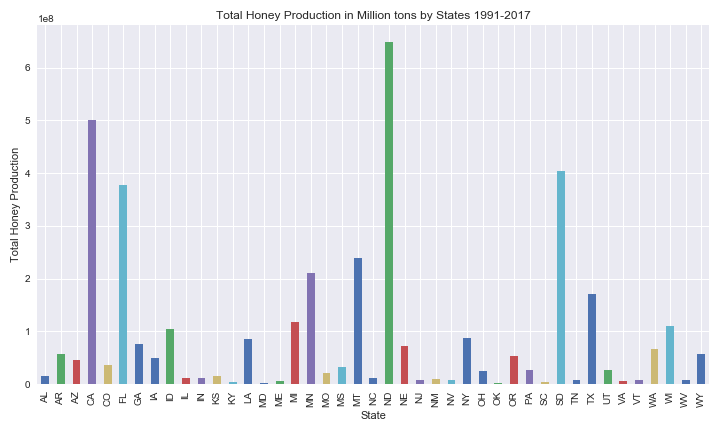 Total Honey Production in Million tons by States 1991-2017
1e8
6
5
4
3
2
1
0
Total Honey Production
AL AR AZ CA CO FL GA IA ID IL IN KS KY LA MD ME MI MN MO MS MT NC ND NE NJ NM NV NY OH OK OR PA SC SD TN TX UT VA VT WA WI WV WY
State